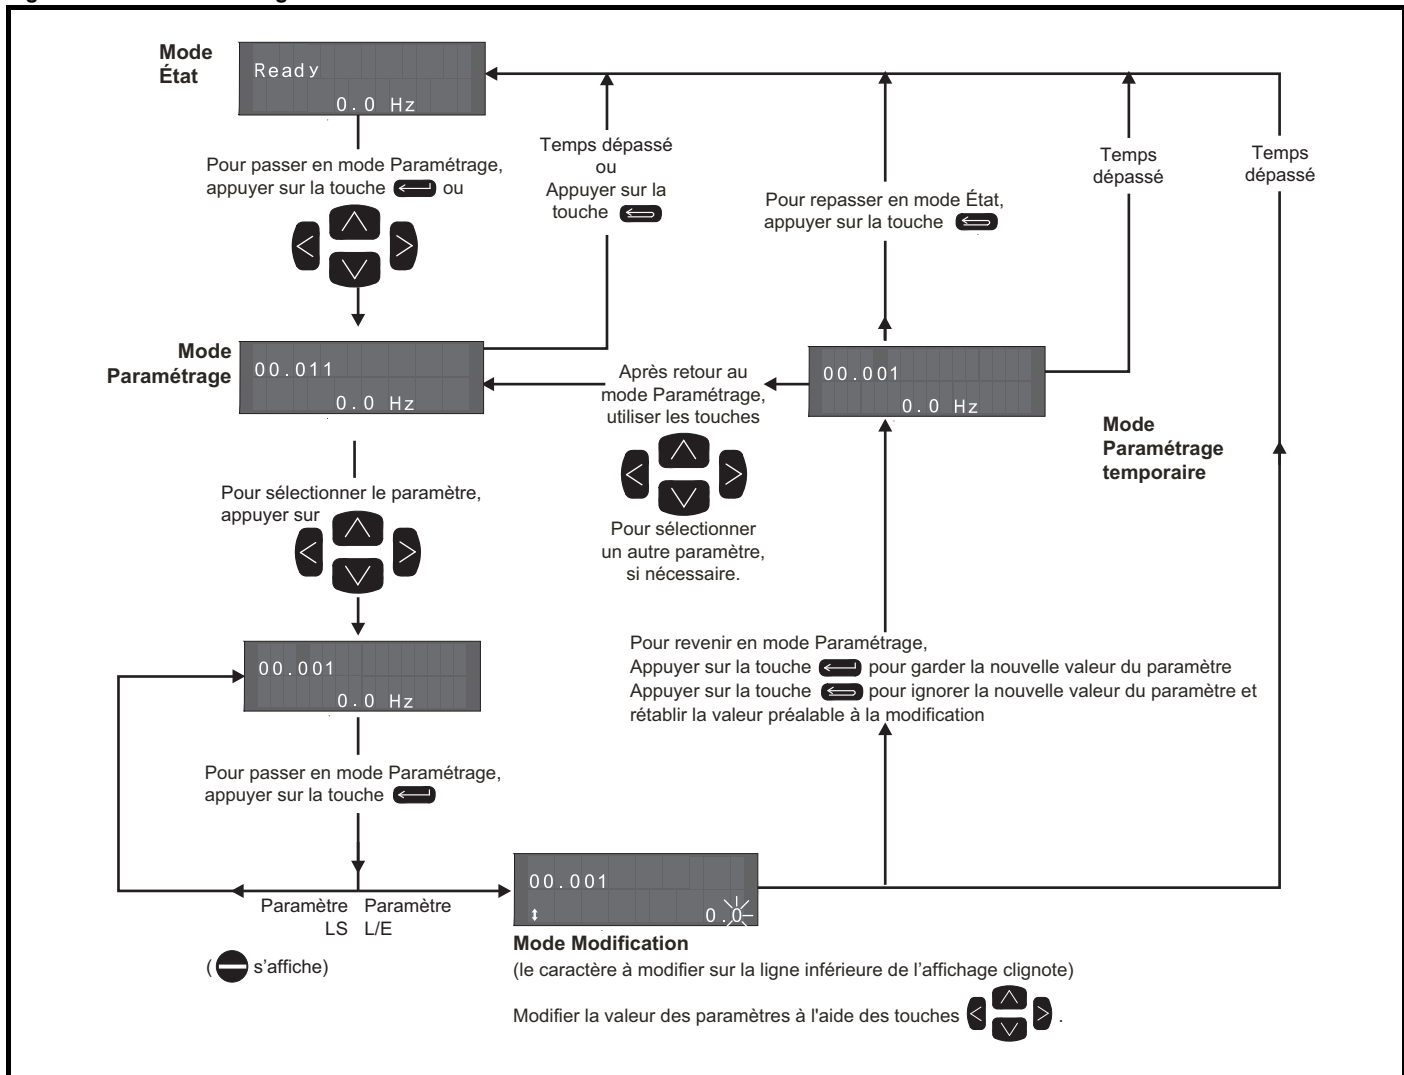 Mode
État
Ready
0.0 Hz
Pour passer en mode Paramétrage,
appuyer sur la touche ou
Temps dépassé
ou
Appuyer sur la
touche
Pour repasser en mode État,
appuyer sur la touche
Temps
dépassé
Temps
dépassé
Mode
Paramétrage
00.011
0.0 Hz
Après retour au
mode Paramétrage,
utiliser les touches
Pour sélectionner
un autre paramètre,
si nécessaire.
00.001
0.0 Hz
Mode
Paramétrage
temporaire
Pour sélectionner le paramètre,
appuyer sur
00.001
0.0 Hz
Pour revenir en mode Paramétrage,
Appuyer sur la touche pour garder la nouvelle valeur du paramètre
Appuyer sur la touche pour ignorer la nouvelle valeur du paramètre et
rétablir la valeur préalable à la modification
Pour passer en mode Paramétrage,
appuyer sur la touche
Paramètre
LS
Paramètre
L/E
( s'affiche)
00.001
0.0
Mode Modification
(le caractère à modifier sur la ligne inférieure de l'affichage clignote)
Modifier la valeur des paramètres à l'aide des touches .